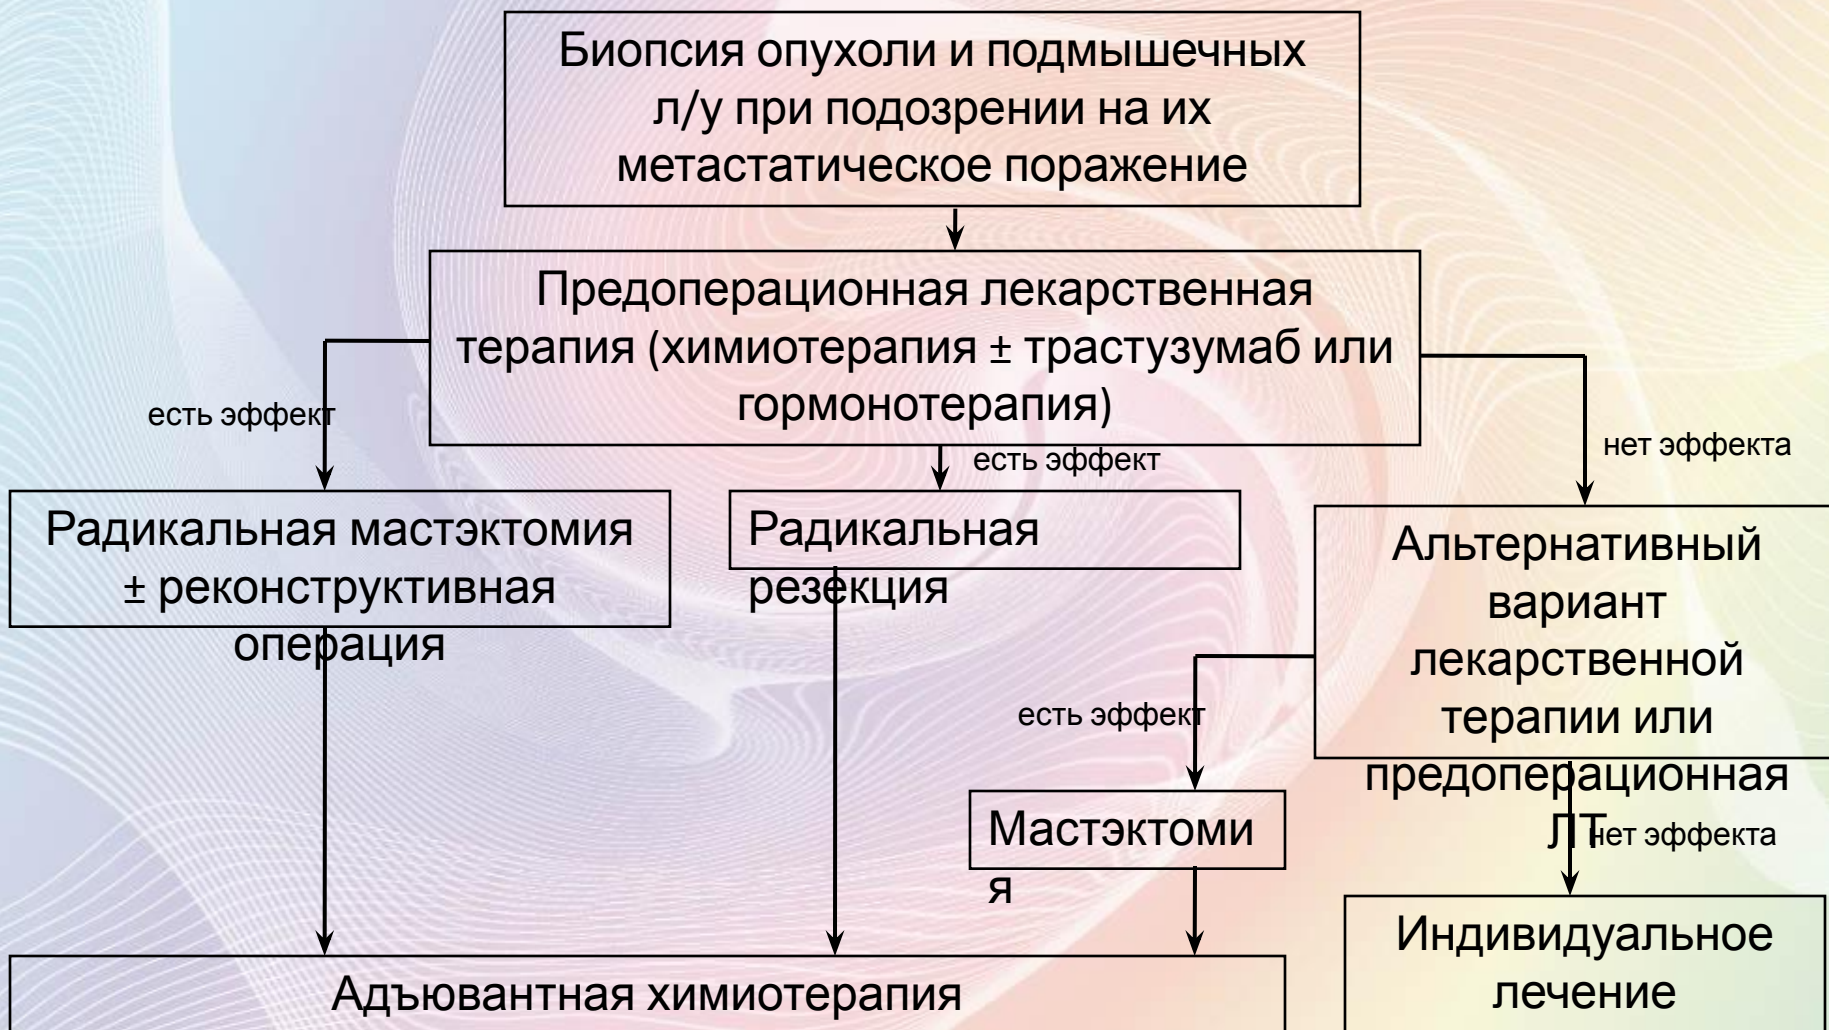 Биопсия опухоли и подмышечных
л/у при подозрении на их
метастатическое поражение
Предоперационная лекарственная
терапия (химиотерапия ± трастузумаб или
гормонотерапия)
есть эффект
есть эффект
нет эффекта
Радикальная мастэктомия
± реконструктивная
операция
Радикальная
резекция
Альтернативный
вариант
лекарственной
терапии или
предоперационная
ЛТ
есть эффект
нет эффекта
Мастэктоми
я
Адъювантная химиотерапия
Индивидуальное
лечение